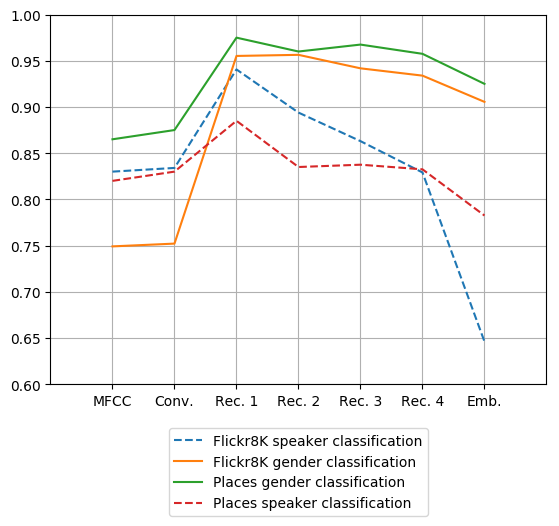 1.00
0.95
0.90
0.85
0.80
0.75
0.70
0.65
0.60
MFCC Conv. Rec. 1 Rec. 2 Rec. 3 Rec. 4 Emb.
Flickr8K speaker classification
Flickr8K gender classification
Places gender classification
Places speaker classification